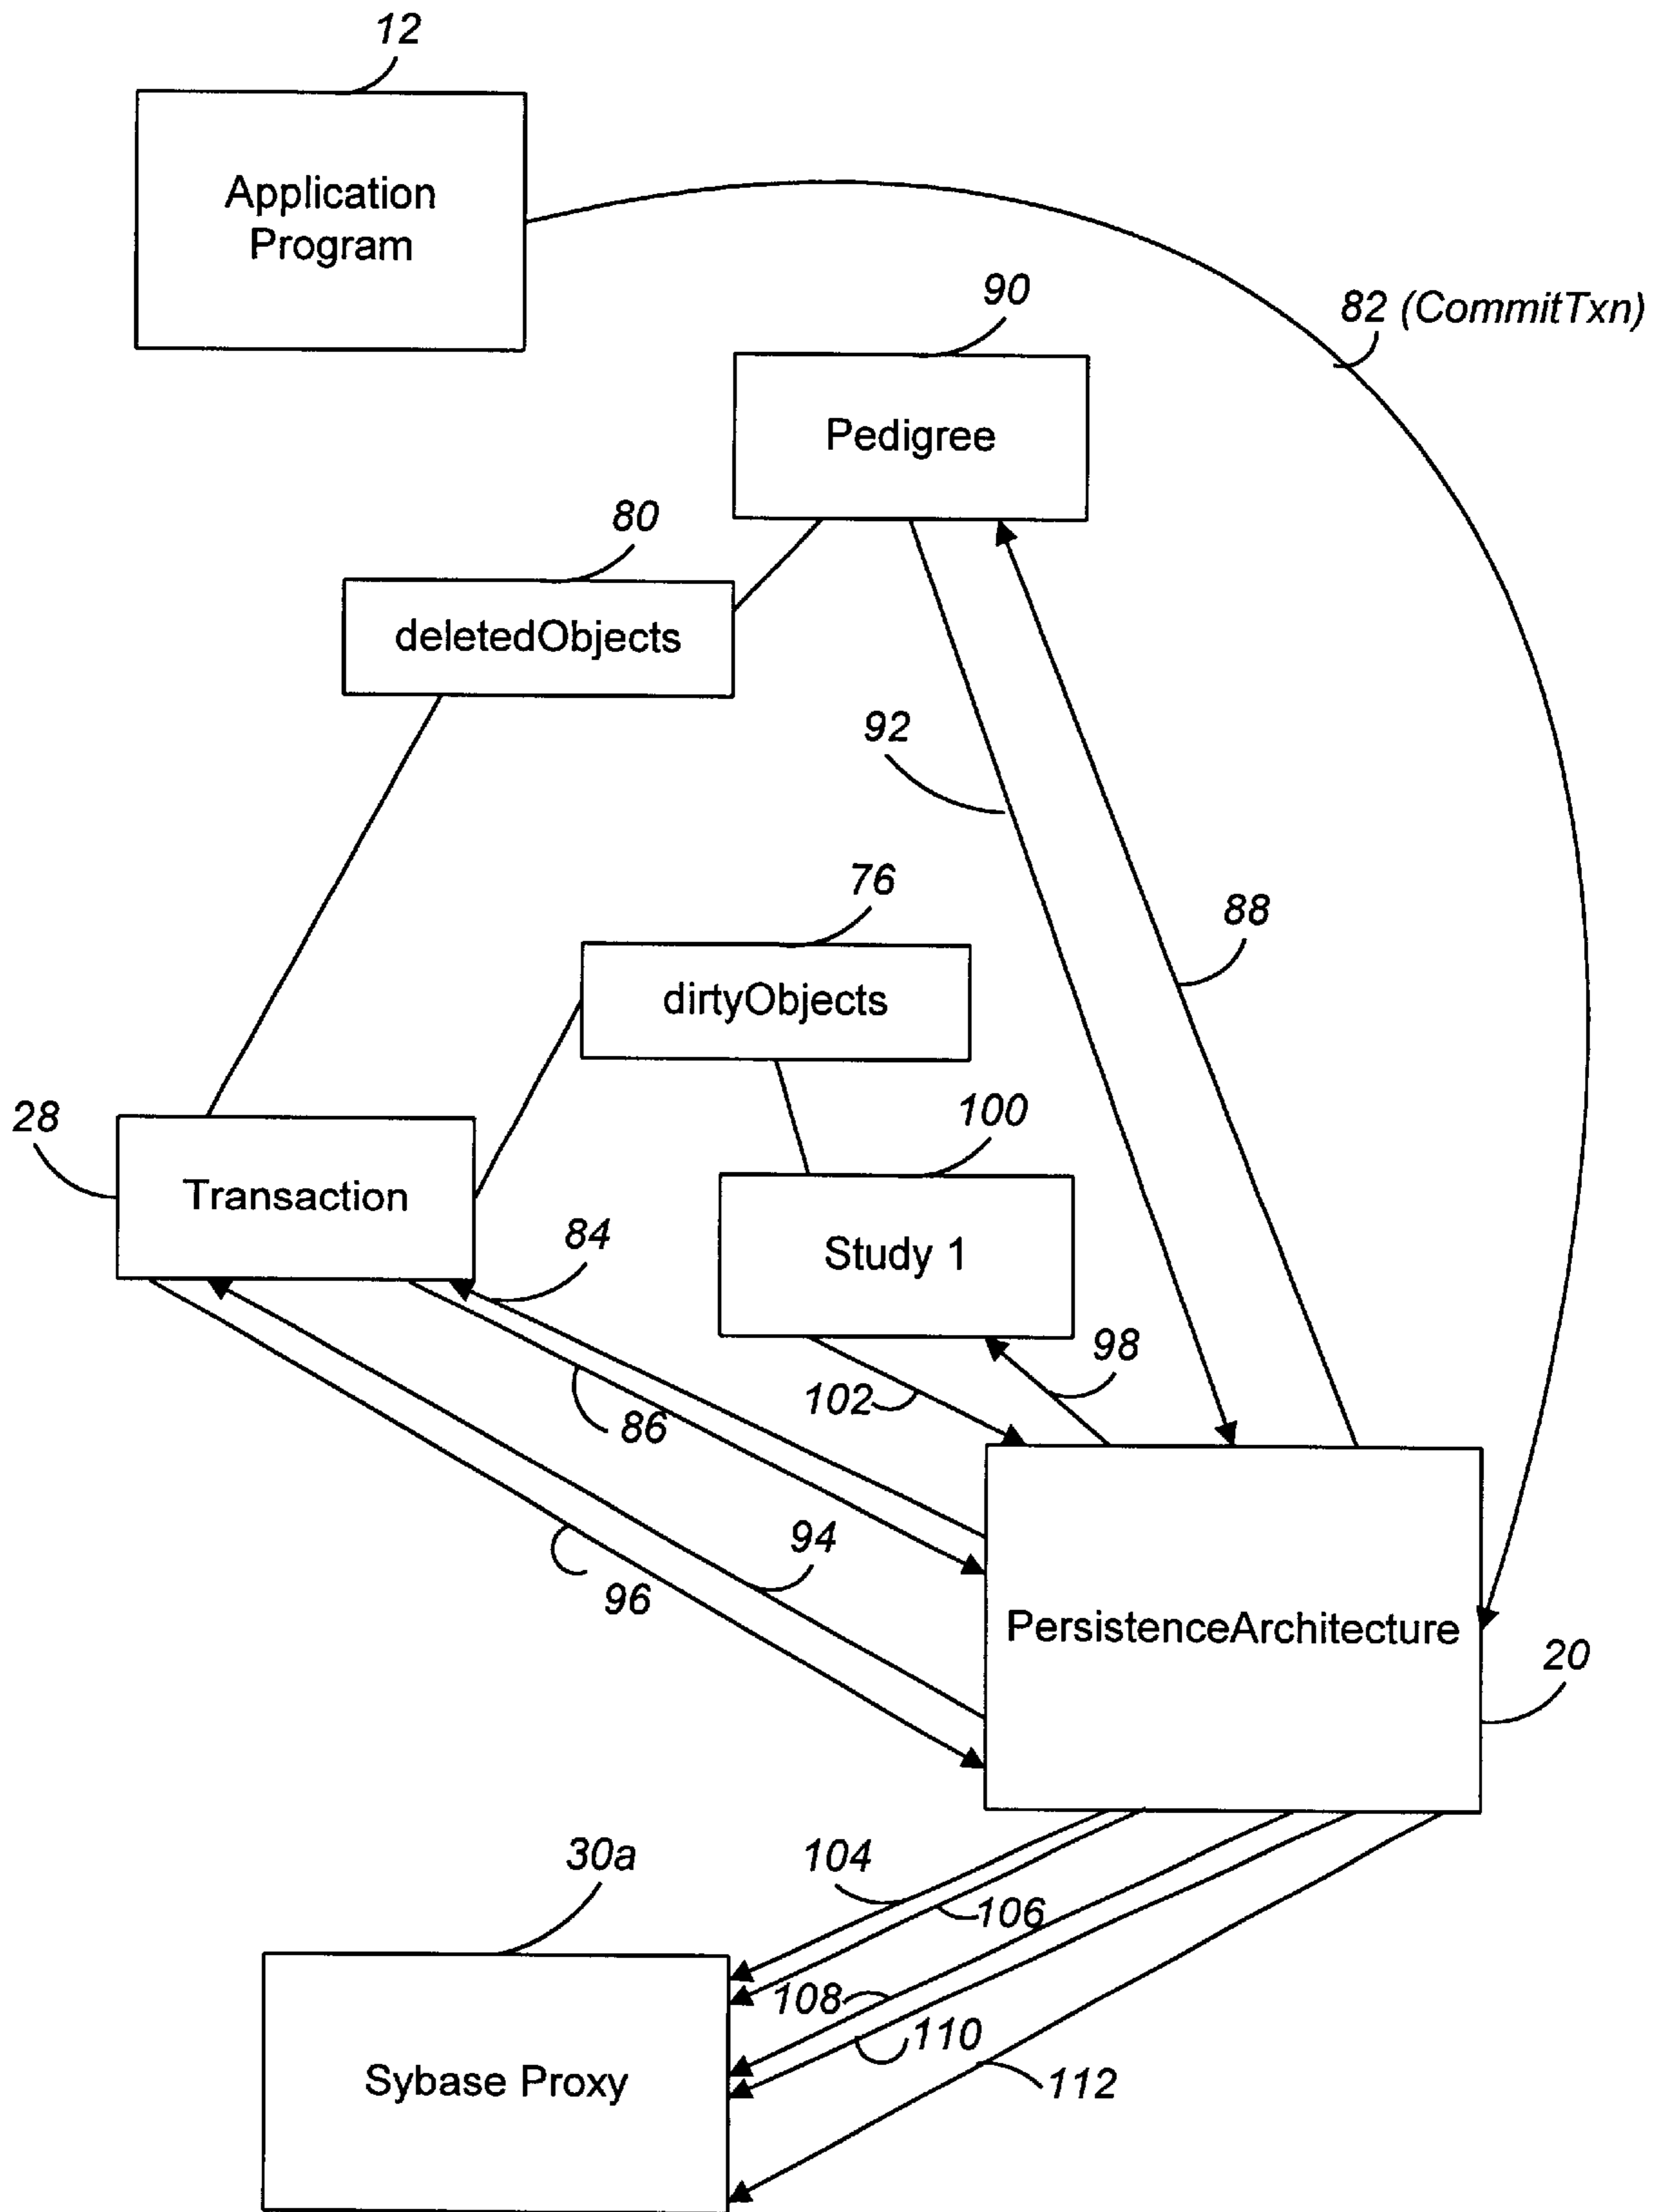 12
Application
Program
82 (CommitTxn)
90
Pedigree
80
deletedObjects
92
76
88
dirtyObjects
28
100
Transaction
84
Study 1
98
102
86
94
96
PersistenceArchitecture
20
30a
104
106
108
110
Sybase Proxy
112